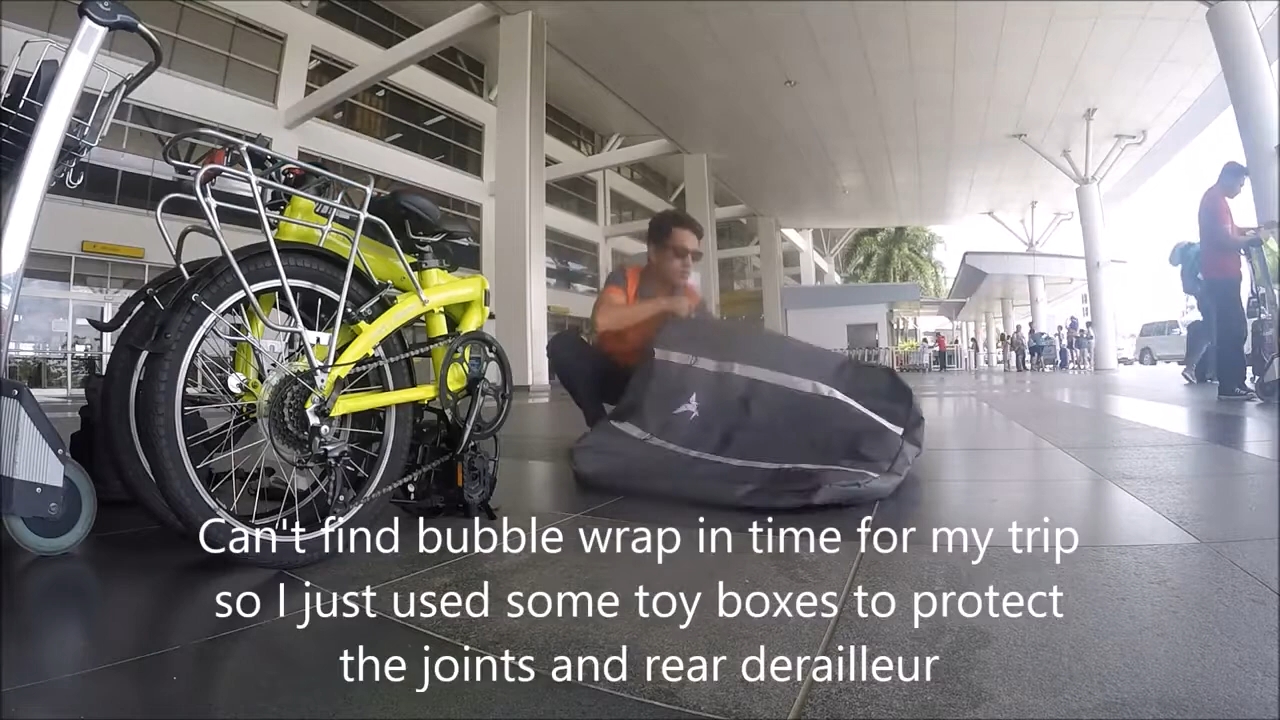 Can't find bubble wrap in time for my trip
so I just used some toy boxes to protect
the joints and rear derailleur